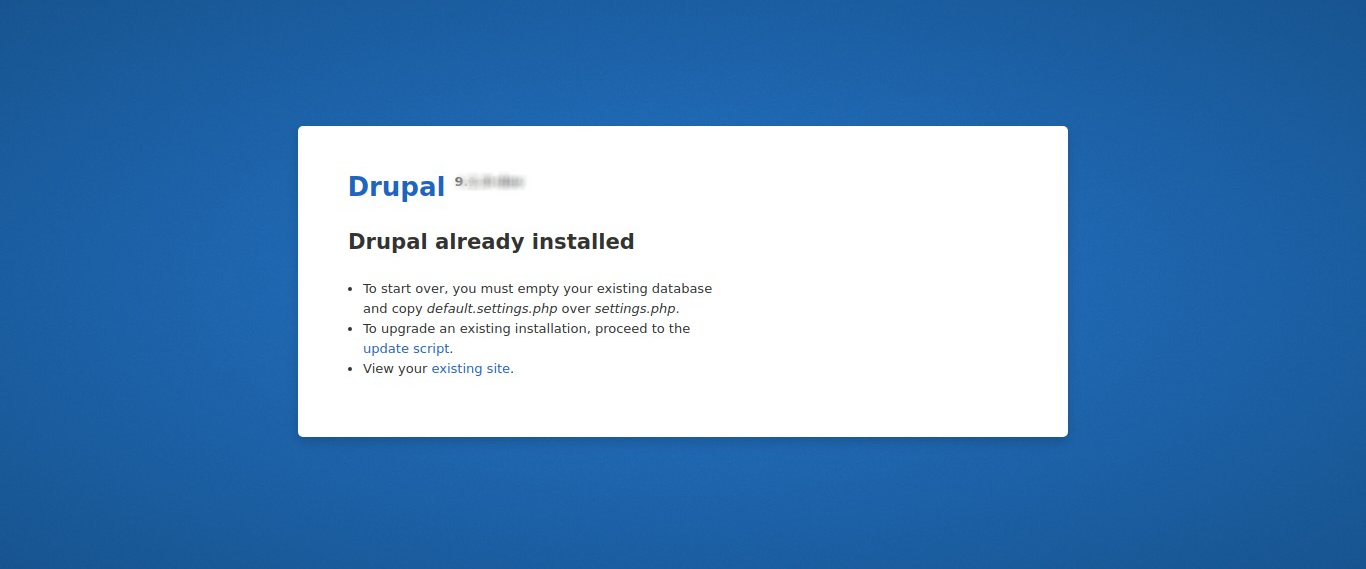 Drupal 9.
Drupal already installed
• To start over, you must empty your existing database
and copy default.settings.php over settings.php.
• To upgrade an existing installation, proceed to the
update script.
• View your existing site.